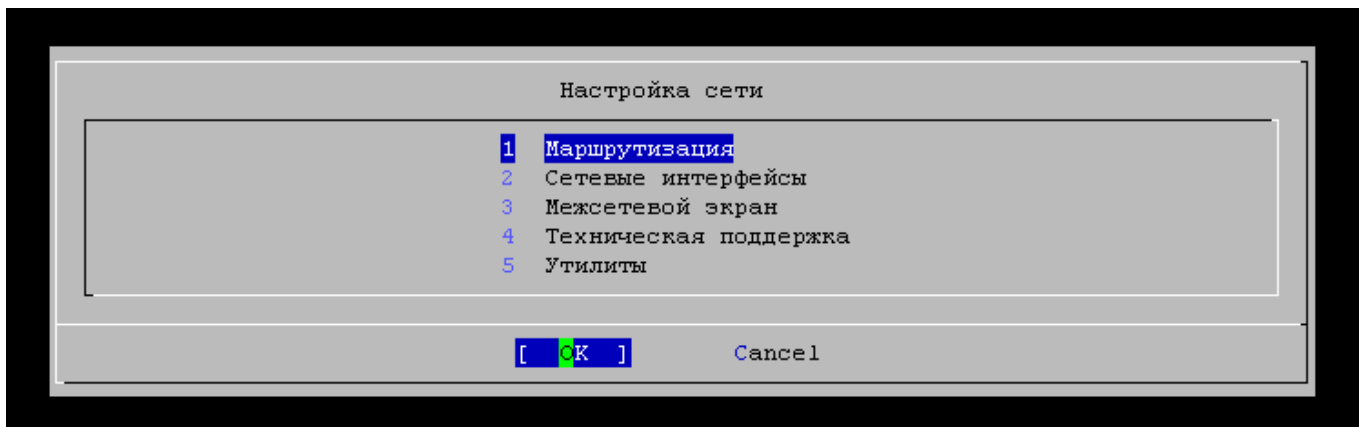 Настройка сети
1 Маршрутизация
2 Сетевые интерфейсы
3 Межсетевой экран
4 Техническая поддержка
5 Утилиты
[ OK ] Cancel